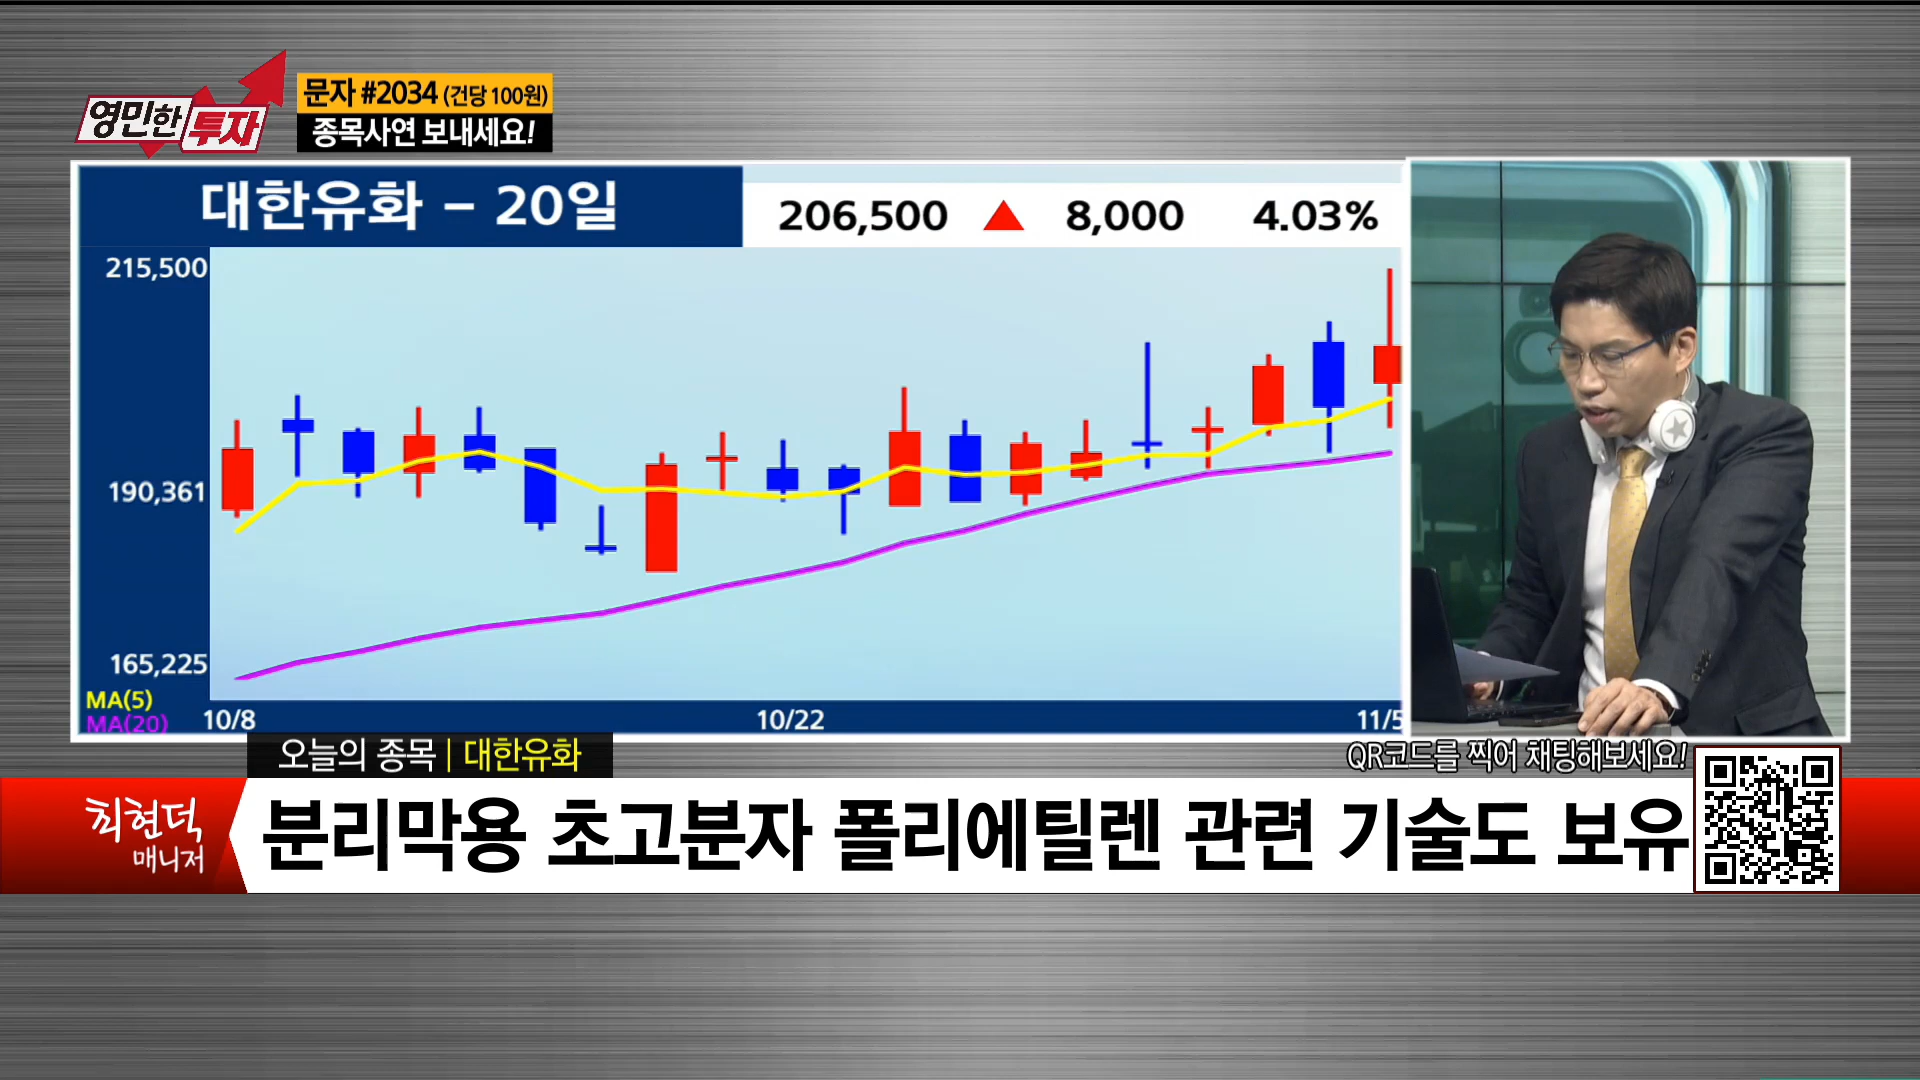 영민한 투자
문자 #2034 (건당 100원)
종목사연 보내세요!
대한유화 – 20일
206,500 ▲ 8,000 4.03%
215,500
190,361
165,225
MA(5)
MA(20)
10/8 10/22 11/5
오늘의 종목 | 대한유화
QR코드를 찍어 채팅해보세요!
최현덕
매니저
분리막용 초고분자 폴리에틸렌 관련 기술도 보유